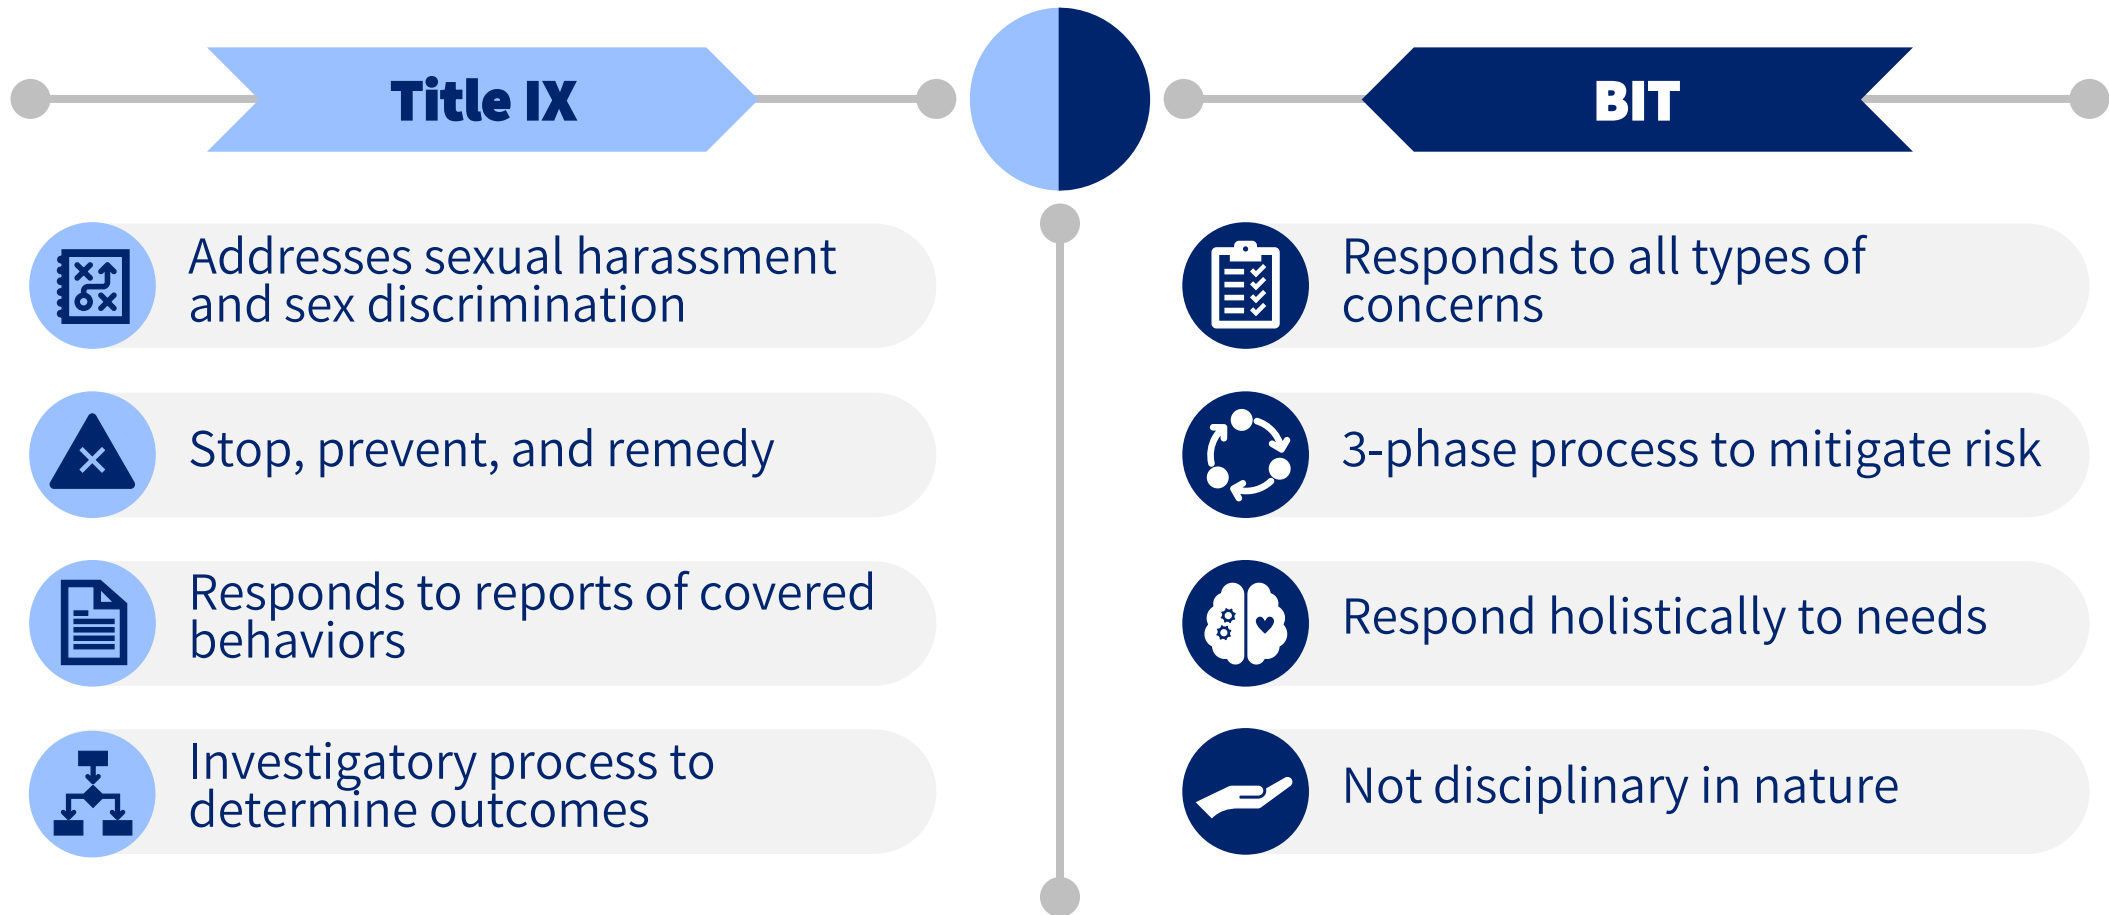 Title IX
Addresses sexual harassment
and sex discrimination
Stop, prevent, and remedy
Responds to reports of covered
behaviors
Investigatory process to
determine outcomes
BIT
Responds to all types of
concerns
3-phase process to mitigate risk
Respond holistically to needs
Not disciplinary in nature